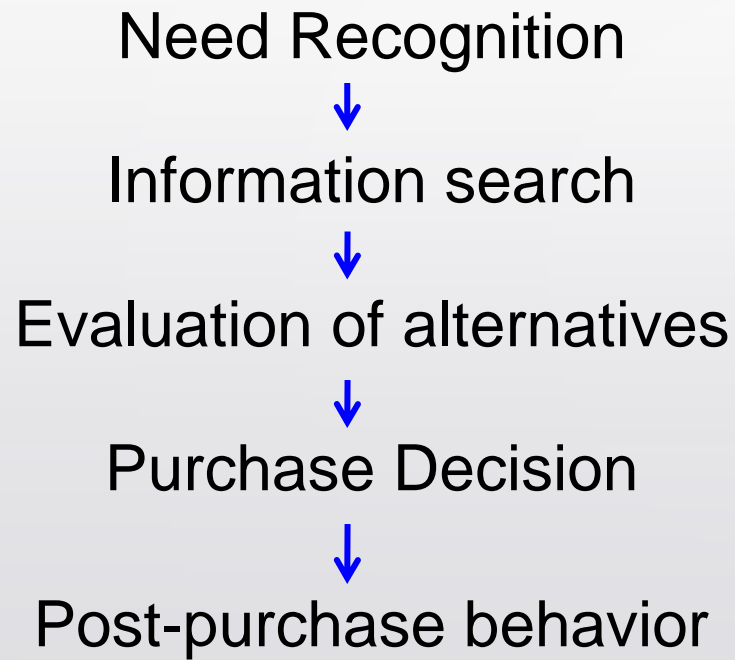 Need Recognition
Information search
Evaluation of alternatives
Purchase Decision
Post-purchase behavior